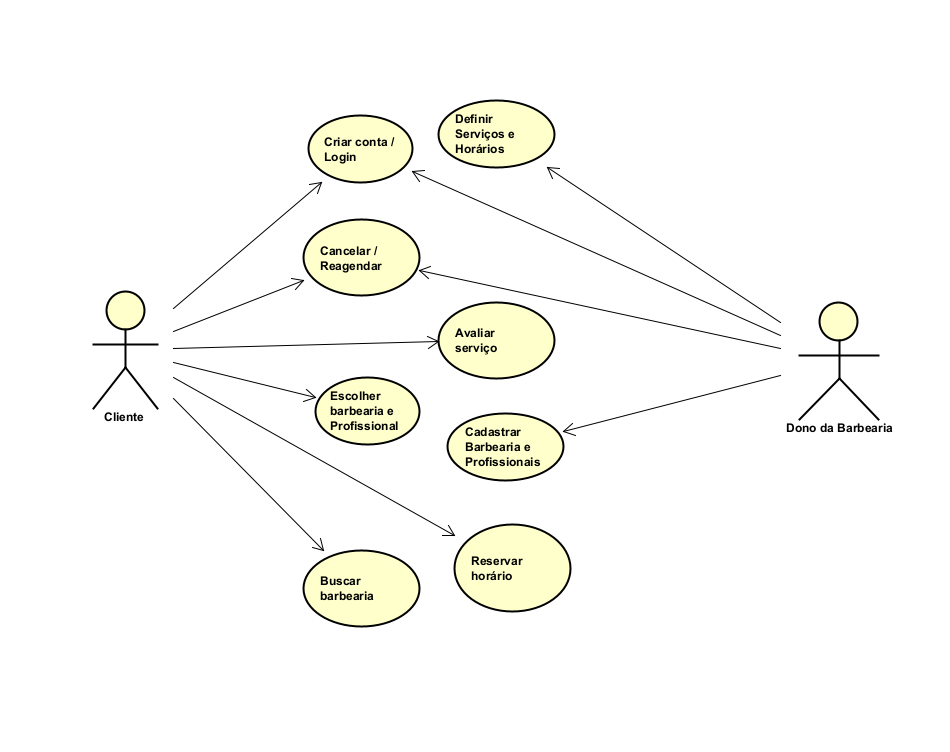 Definir
Serviços e
Horários
Criar conta /
Login
Cancelar /
Reagendar
Avaliar
serviço
Escolher
barbearia e
Profissional
Cliente
Dono da Barbearia
Cadastrar
Barbearia e
Profissionais
Reservar
horário
Buscar
barbearia